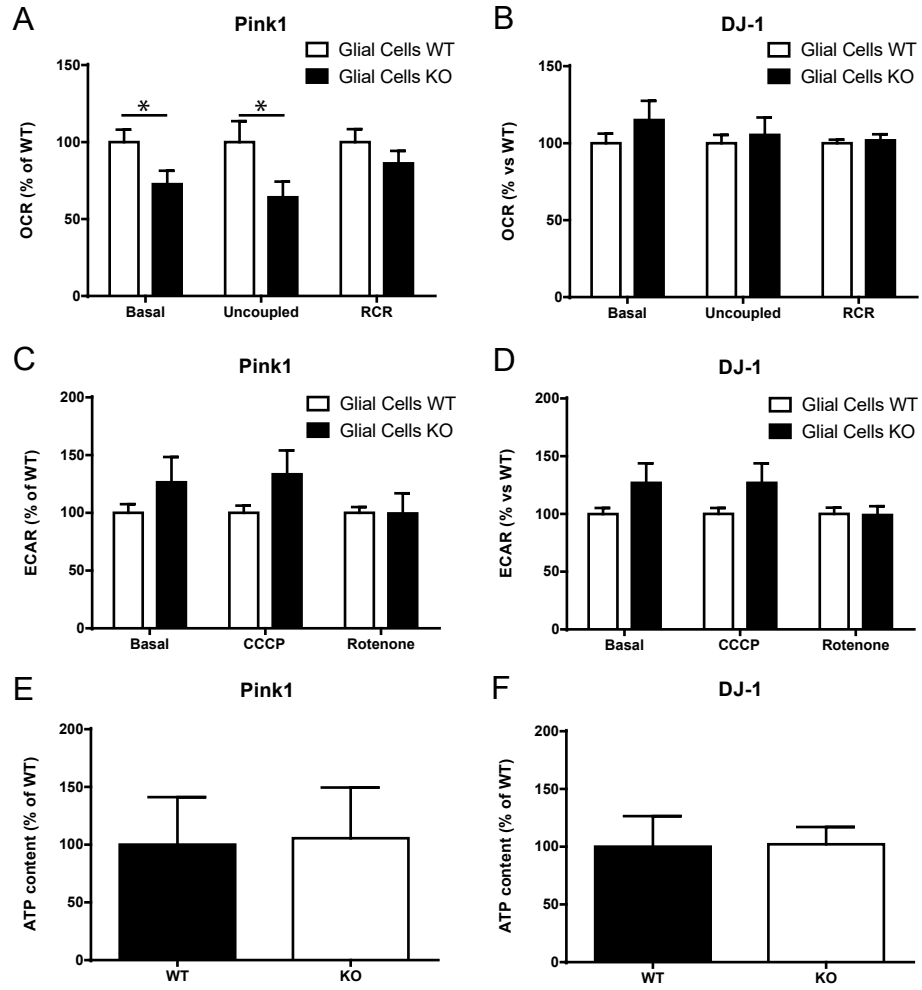 A
Pink1
Glial Cells WT
Glial Cells KO
OCR (% of WT)
150
100
50
0
*
*
Basal
Uncoupled
RCR
B
DJ-1
Glial Cells WT
Glial Cells KO
OCR (% vs WT)
150
100
50
0
Basal
Uncoupled
RCR
C
Pink1
Glial Cells WT
Glial Cells KO
ECAR (% of WT)
200
150
100
50
0
Basal
CCCP
Rotenone
D
DJ-1
Glial Cells WT
Glial Cells KO
ECAR (% vs WT)
200
150
100
50
0
Basal
CCCP
Rotenone
E
Pink1
ATP content (% of WT)
200
150
100
50
0
WT
KO
F
DJ-1
ATP content (% of WT)
200
150
100
50
0
WT
KO